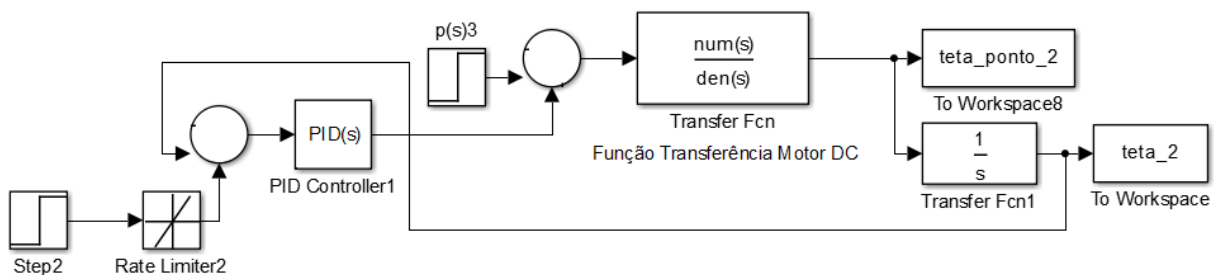 p(s)3
num(s)
den(s)
Transfer Fcn
Função Transferência Motor DC
teta_ponto_2
To Workspace8
PID(s)
PID Controller1
1
s
Transfer Fcn1
teta_2
To Workspace
Step2
Rate Limiter2